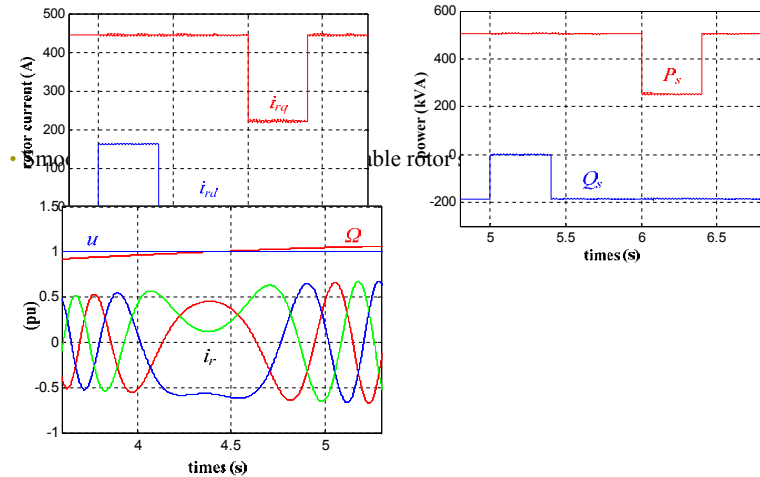 500
400
300
200
100
rotor current (A)
i_rq
i_rd
600
400
200
0
-200
power (kVA)
P_s
Q_s
5
5.5
6
6.5
times (s)
able rotor
1.50
1
0.5
0
-0.5
-1
(pu)
u
Ω
i_r
4
4.5
5
times (s)